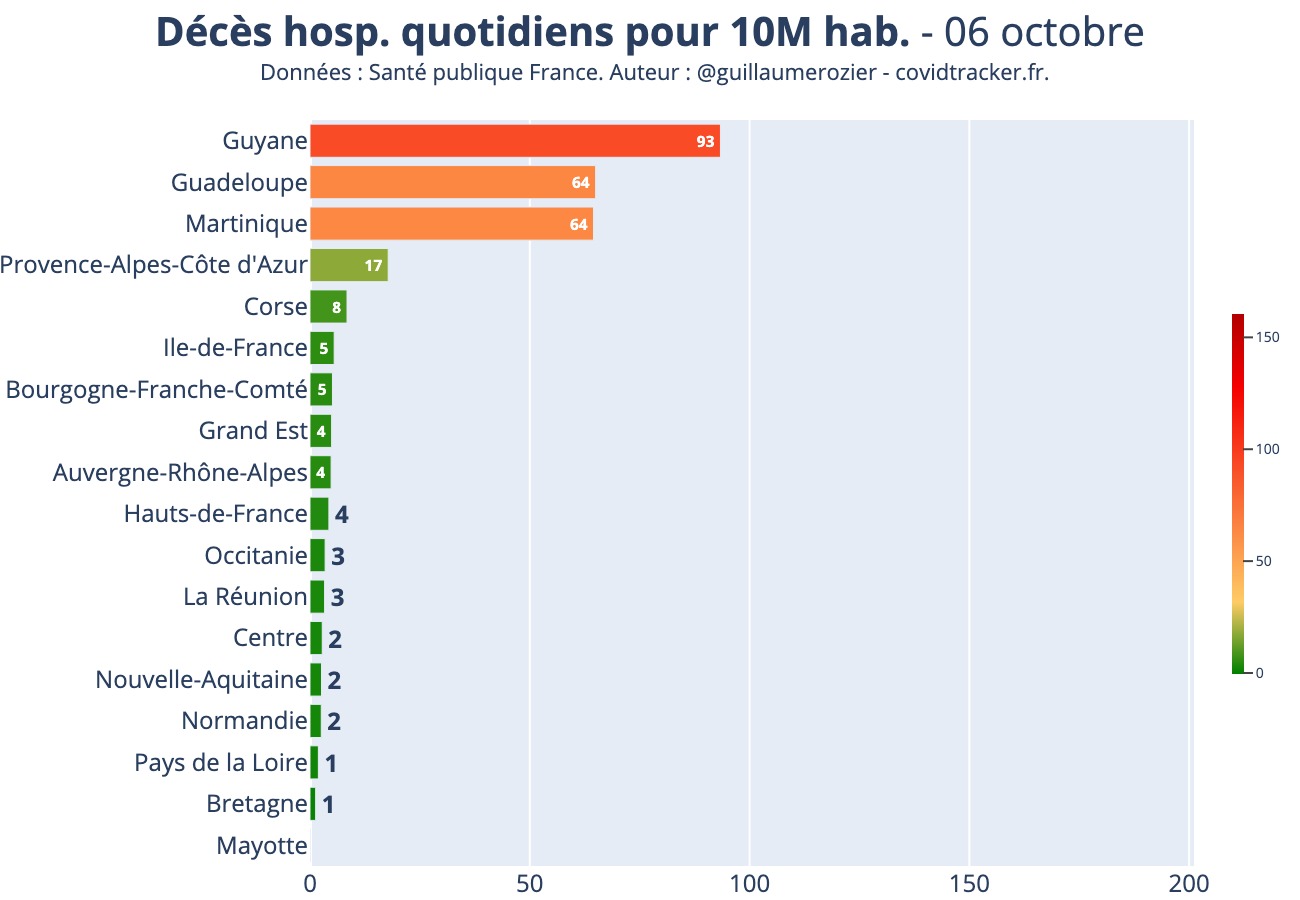 Décès hosp. quotidiens pour 10M hab. - 06 octobre
Données : Santé publique France. Auteur : @guillaumerozier - covidtracker.fr.
Guyane 93
Guadeloupe 64
Martinique 64
Provence-Alpes-Côte d'Azur 17
Corse 8
Ile-de-France 5
Bourgogne-Franche-Comté 5
Grand Est 4
Auvergne-Rhône-Alpes 4
Hauts-de-France 4
Occitanie 3
La Réunion 3
Centre 2
Nouvelle-Aquitaine 2
Normandie 2
Pays de la Loire 1
Bretagne 1
Mayotte
0 50 100 150 200
150
100
50
0